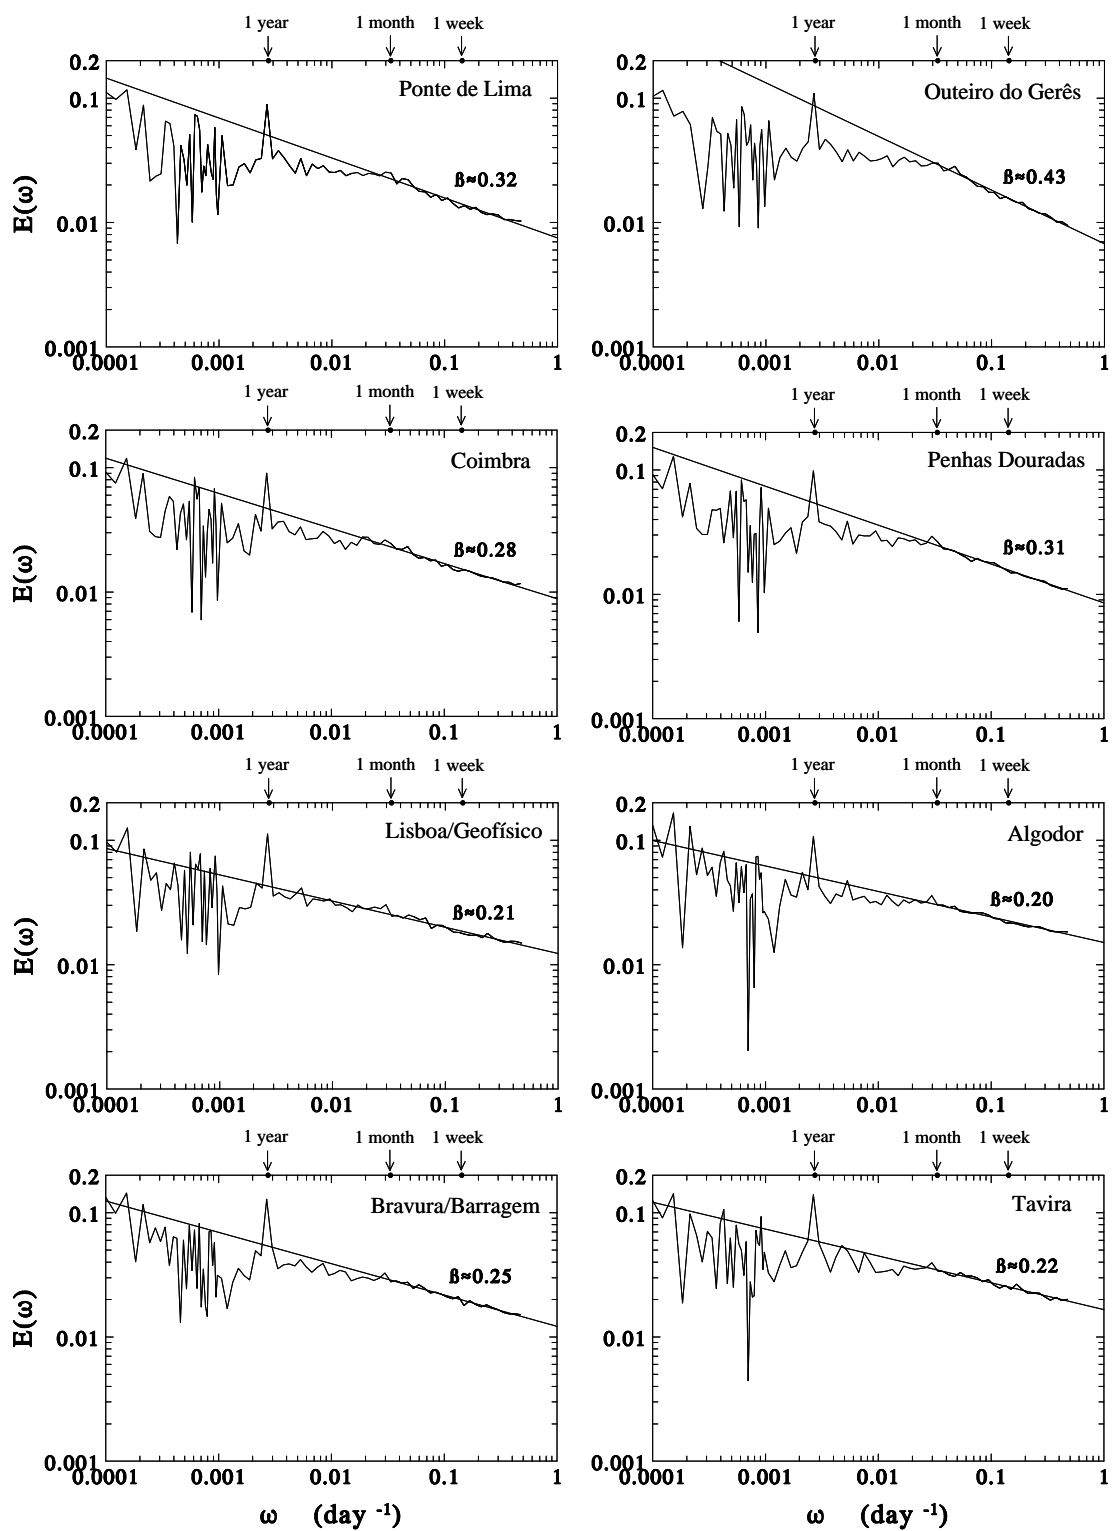 1 year 1 month 1 week
0.2
Ponte de Lima
0.1
ß≈0.32
E(ω)
0.01
0.001
0.0001 0.001 0.01 0.1 1
1 year 1 month 1 week
0.2
Outeiro do Gerês
0.1
ß≈0.43
0.01
0.001
0.0001 0.001 0.01 0.1 1
1 year 1 month 1 week
0.2
Coimbra
0.1
ß≈0.28
E(ω)
0.01
0.001
0.0001 0.001 0.01 0.1 1
1 year 1 month 1 week
0.2
Penhas Douradas
0.1
ß≈0.31
0.01
0.001
0.0001 0.001 0.01 0.1 1
1 year 1 month 1 week
0.2
Lisboa/Geofísico
0.1
ß≈0.21
E(ω)
0.01
0.001
0.0001 0.001 0.01 0.1 1
1 year 1 month 1 week
0.2
Algodor
0.1
ß≈0.20
0.01
0.001
0.0001 0.001 0.01 0.1 1
1 year 1 month 1 week
0.2
Bravura/Barragem
0.1
ß≈0.25
E(ω)
0.01
0.001
0.0001 0.001 0.01 0.1 1
ω (day -1)
1 year 1 month 1 week
0.2
Tavira
0.1
ß≈0.22
0.01
0.001
0.0001 0.001 0.01 0.1 1
ω (day -1)